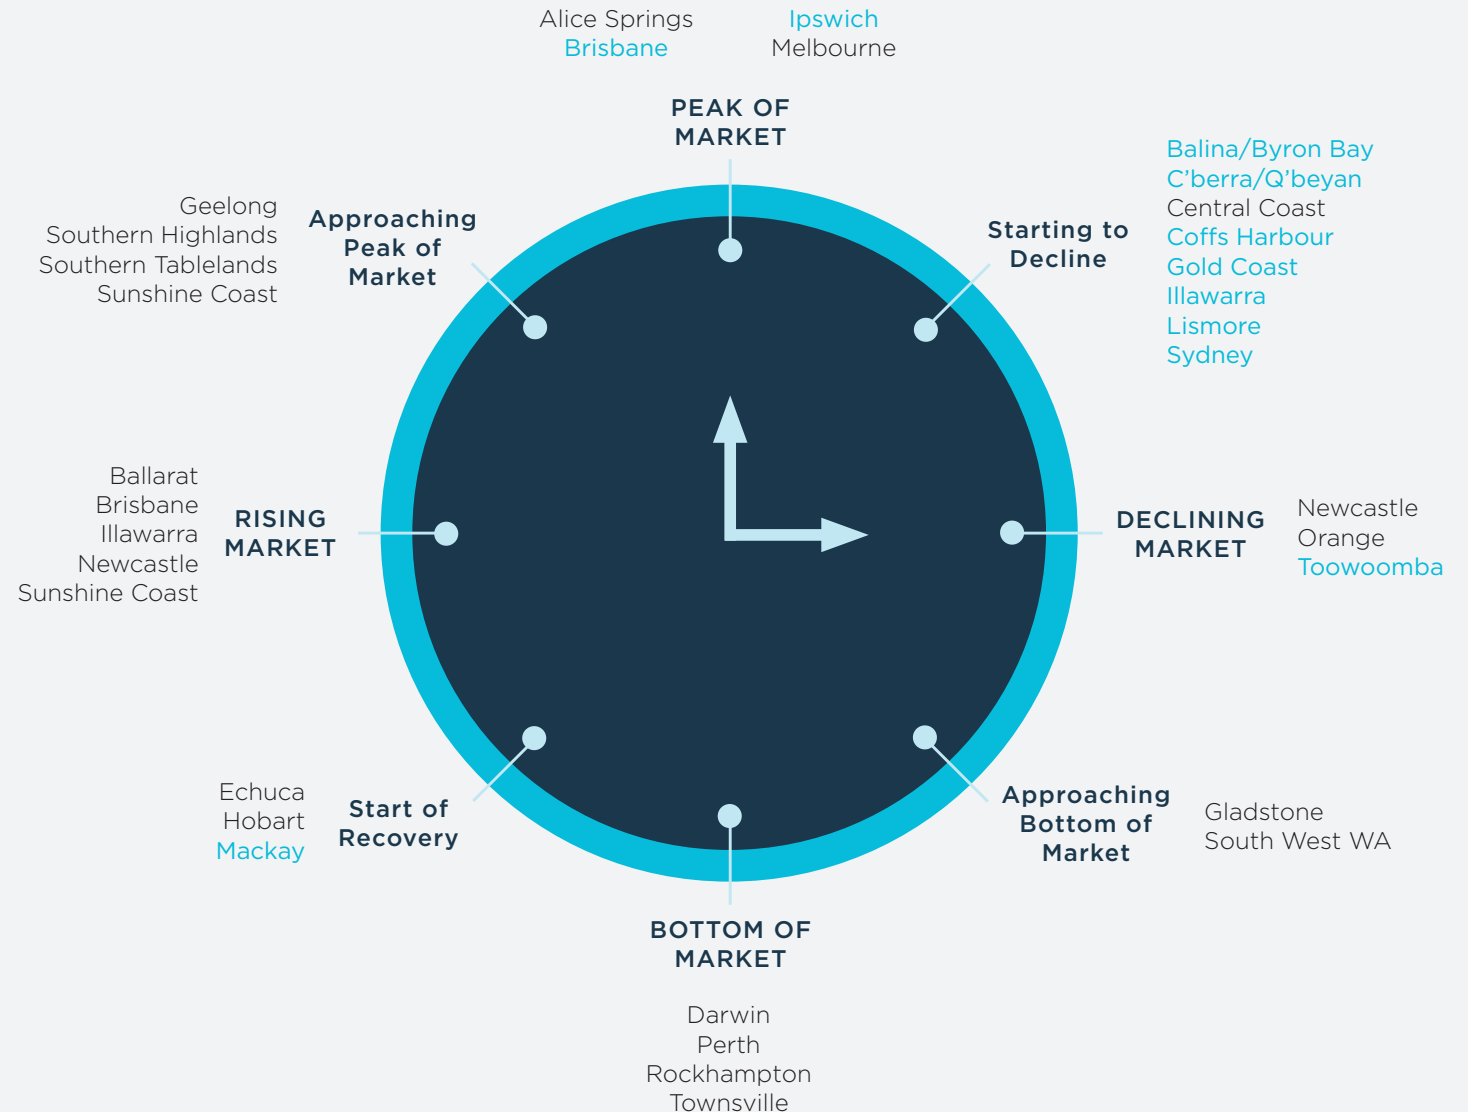 Alice Springs
Brisbane
Ipswich
Melbourne
PEAK OF
MARKET
Balina/Byron Bay
C'berra/Q'beyan
Central Coast
Coffs Harbour
Gold Coast
Illawarra
Lismore
Sydney
Starting to
Decline
Geelong
Southern Highlands
Southern Tablelands
Sunshine Coast
Approaching
Peak of
Market
Ballarat
Brisbane
Illawarra
Newcastle
Sunshine Coast
RISING
MARKET
DECLINING
MARKET
Newcastle
Orange
Toowoomba
Echuca
Hobart
Mackay
Start of
Recovery
Approaching
Bottom of
Market
Gladstone
South West WA
BOTTOM OF
MARKET
Darwin
Perth
Rockhampton
Townsville